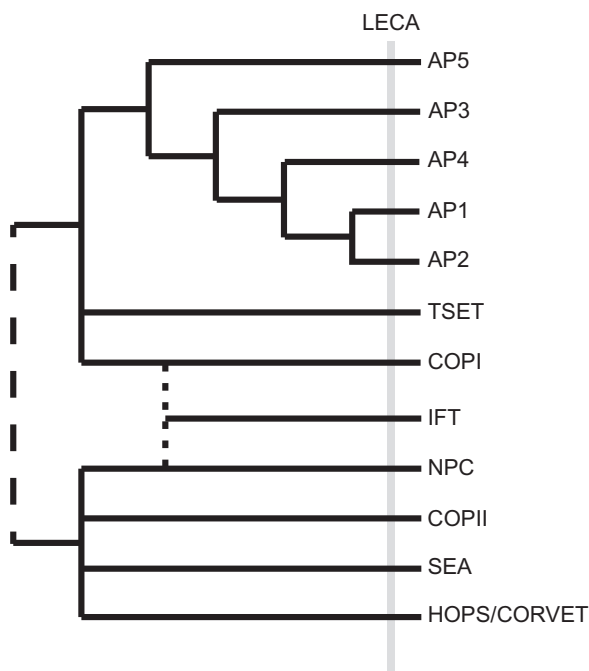 LECA
AP5
AP3
AP4
AP1
AP2
TSET
COPI
IFT
NPC
COPII
SEA
HOPS/CORVET